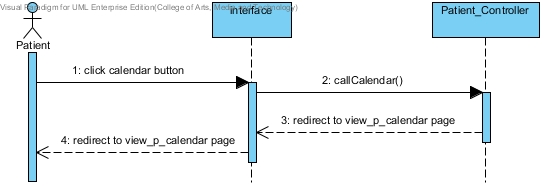 Visual Paradigm for UML Enterprise Edition(College of Arts, Media and Technology)
interface
Patient_Controller
Patient
1: click calendar button
2: callCalendar()
3: redirect to view_p_calendar page
4: redirect to view_p_calendar page